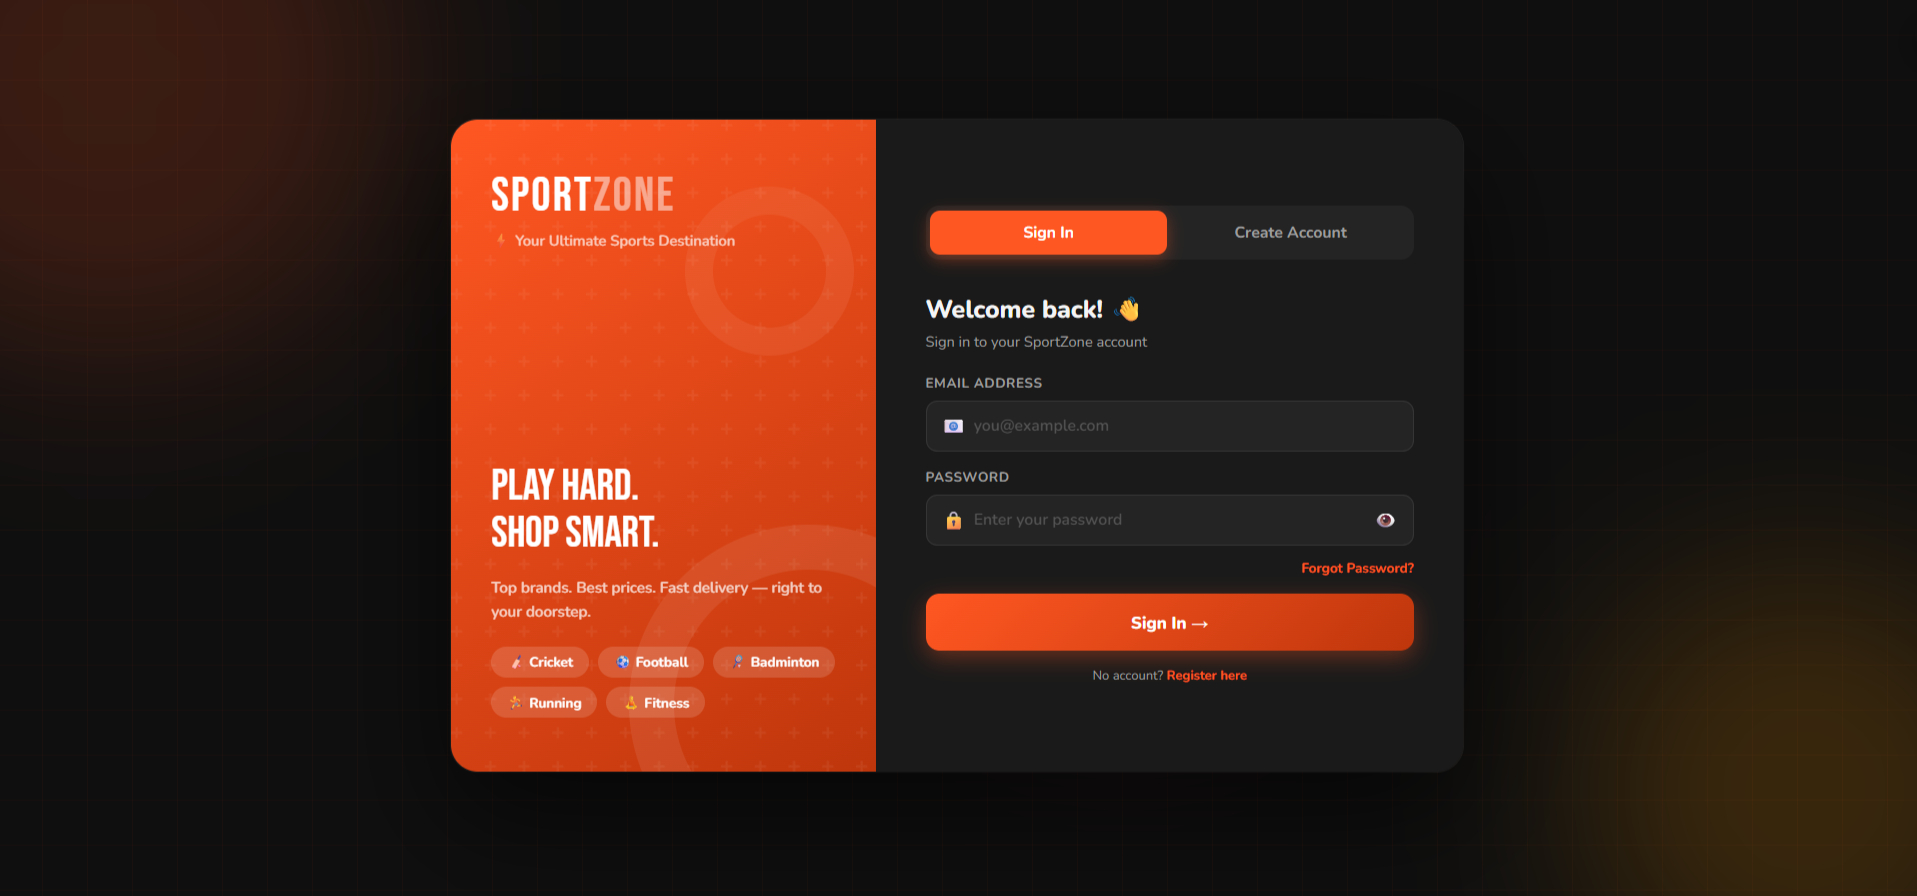 SPORTZONE
⚡ Your Ultimate Sports Destination
PLAY HARD.
SHOP SMART.
Top brands. Best prices. Fast delivery — right to
your doorstep.
🏏 Cricket
⚽ Football
🏸 Badminton
🏃 Running
🧘 Fitness
Sign In
Create Account
Welcome back! 👋
Sign in to your SportZone account
EMAIL ADDRESS
📧 you@example.com
PASSWORD
🔒 Enter your password 👁
Forgot Password?
Sign In →
No account? Register here